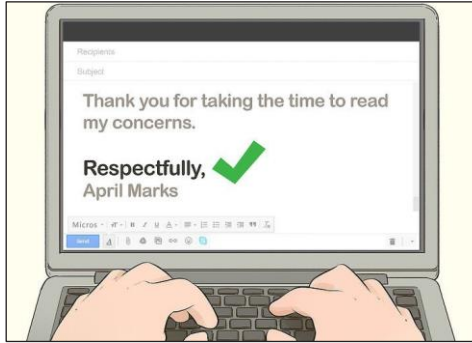 Recipients
Subject
Thank you for taking the time to read
my concerns.
Respectfully,
April Marks
Micros
Send